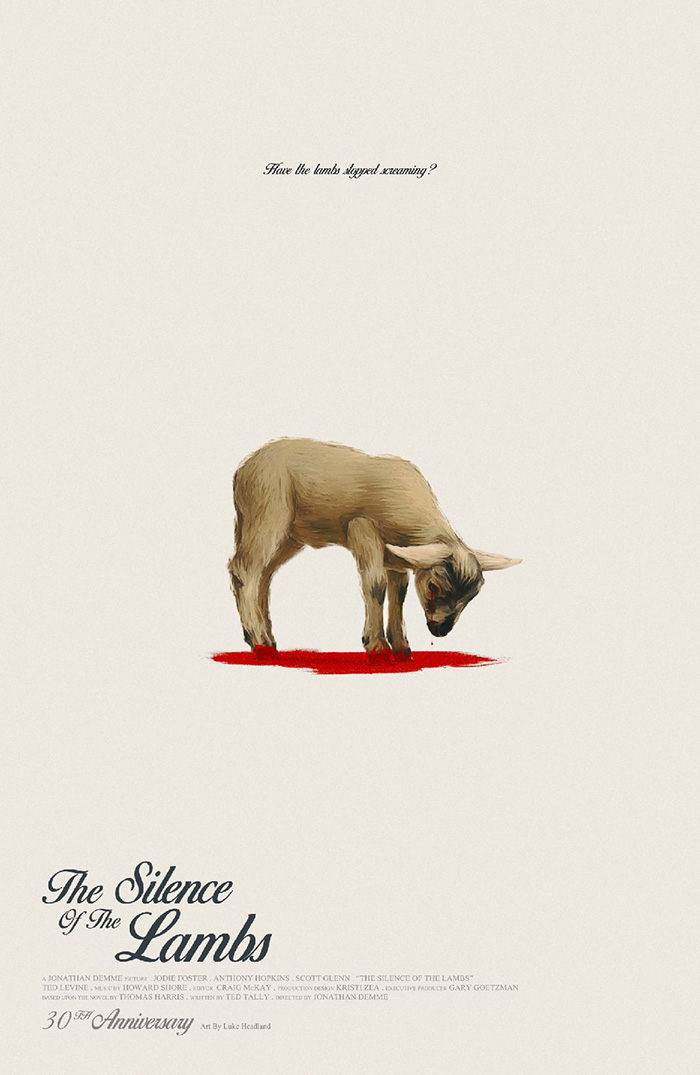 Have the lambs stopped screaming?
The Silence
Of The
Lambs
A JONATHAN DEMME PICTURE . JODIE FOSTER . ANTHONY HOPKINS . SCOTT GLENN . "THE SILENCE OF THE LAMBS"
TED LEVINE . MUSIC BY HOWARD SHORE . EDITOR CRAIG McKAY . PRODUCTION DESIGN KRISTI ZEA . EXECUTIVE PRODUCER GARY GOETZMAN
BASED UPON THE NOVEL BY THOMAS HARRIS . WRITTEN BY TED TALLY . DIRECTED BY JONATHAN DEMME
30TH Anniversary Art By Luke Headland